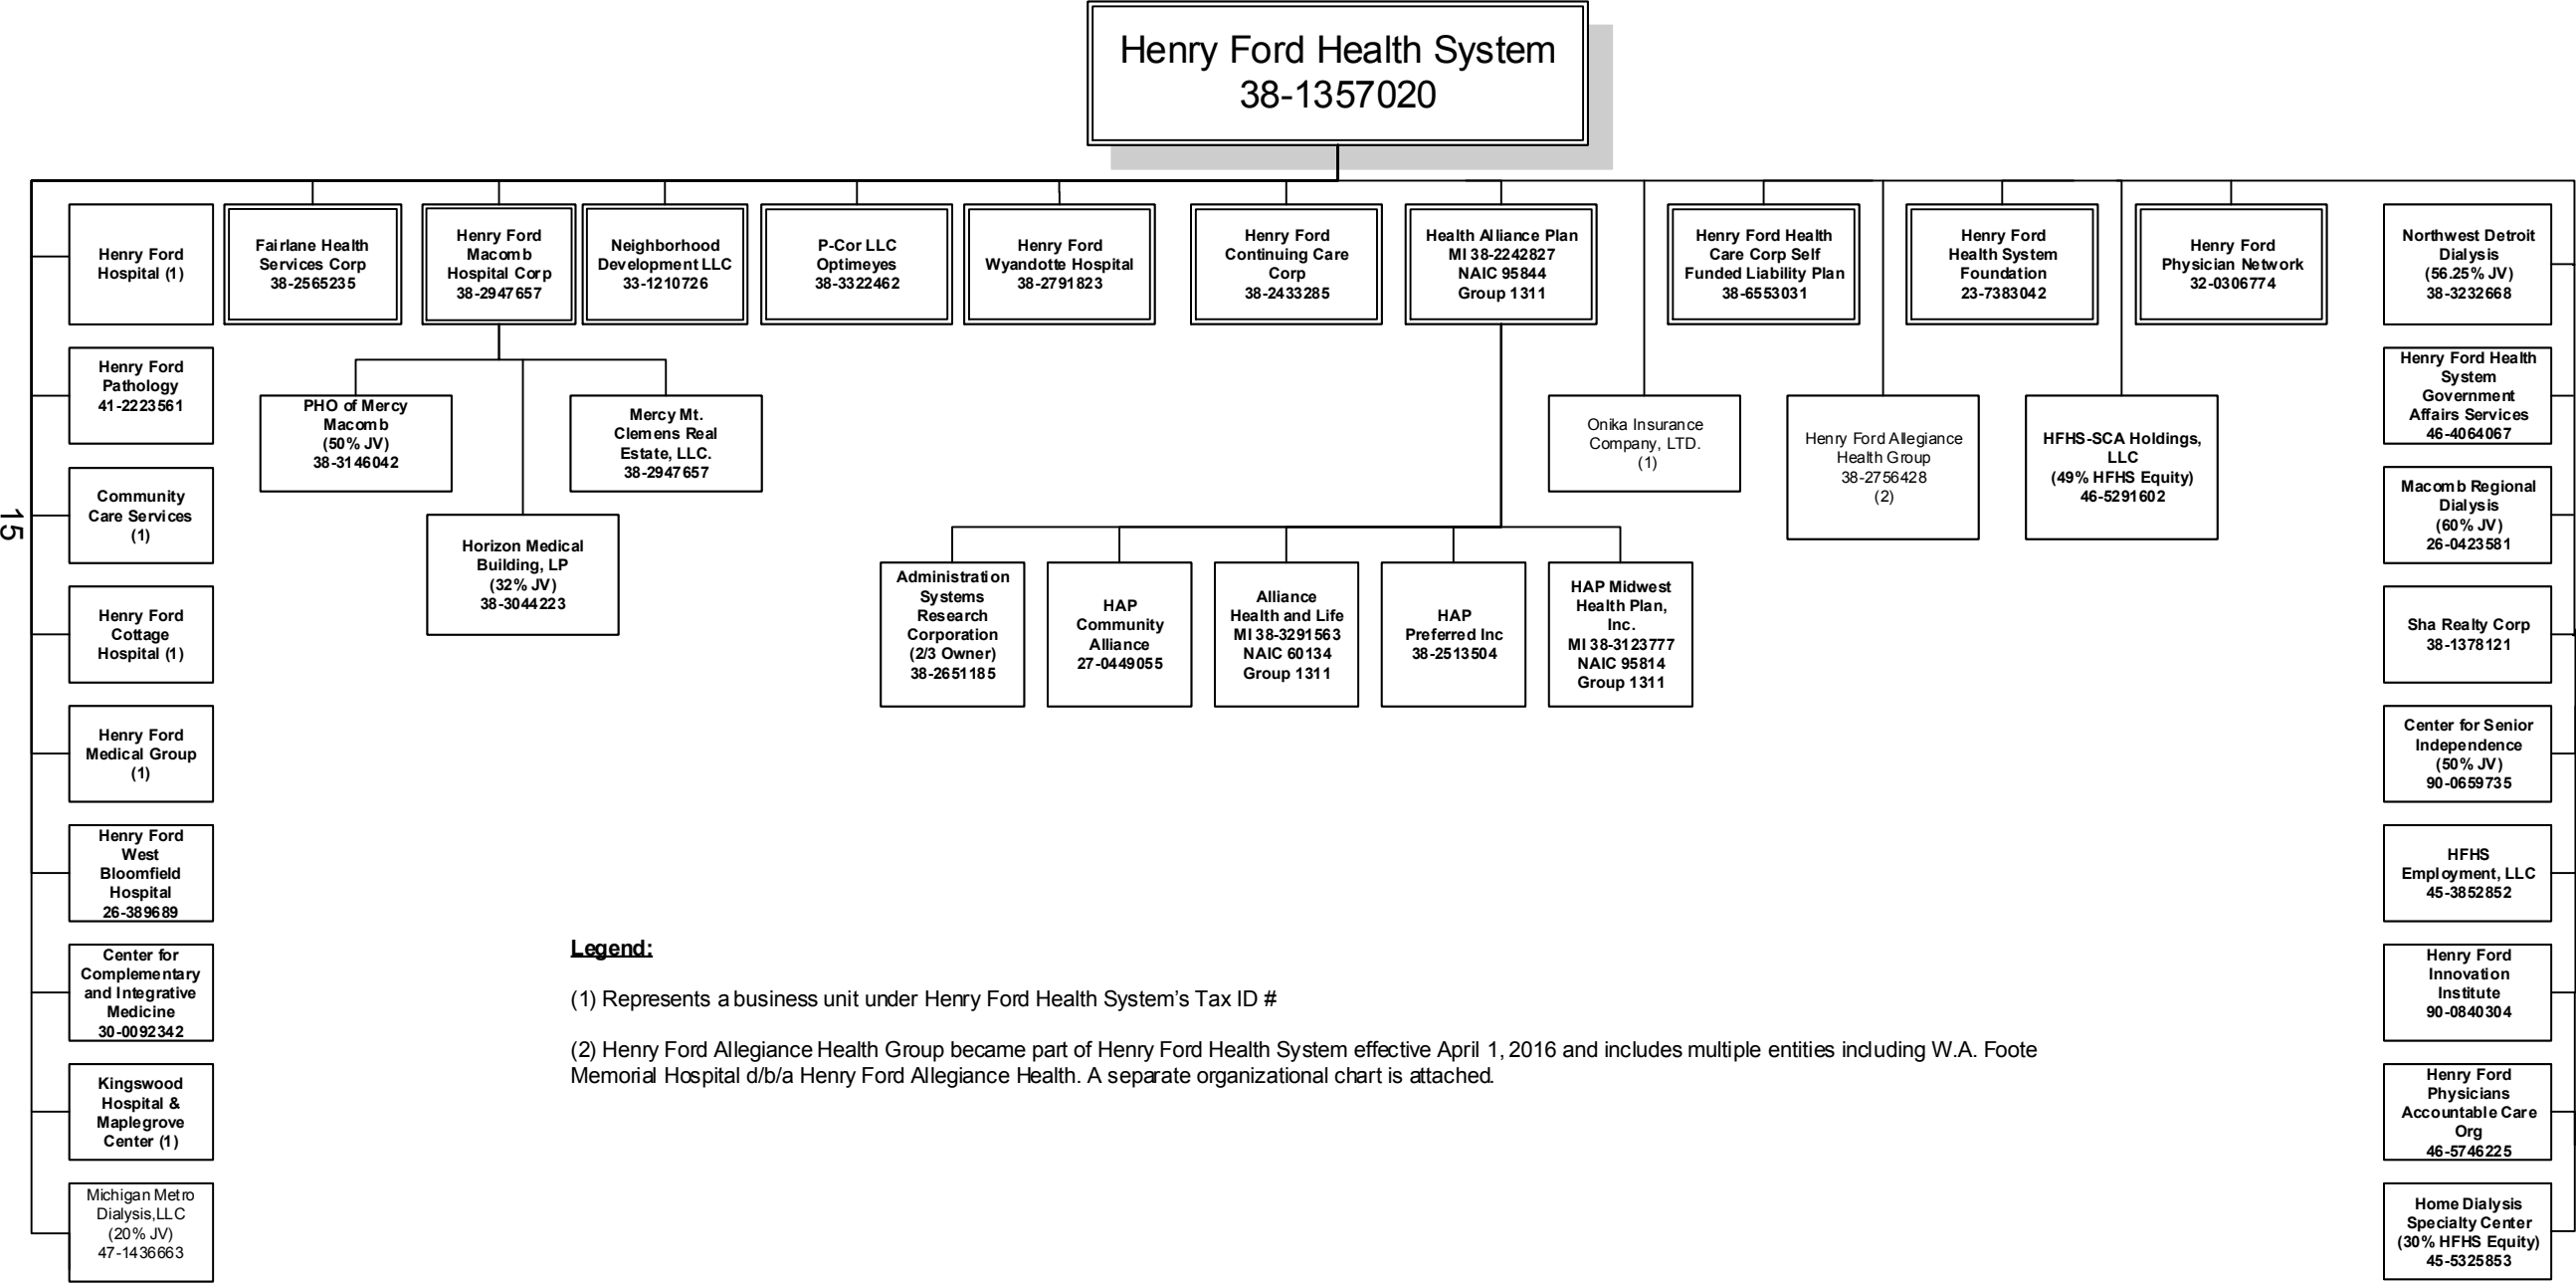 Henry Ford Health System
38-1357020
Henry Ford
Hospital (1)
Fairlane Health
Services Corp
38-2565235
Henry Ford
Macomb
Hospital Corp
38-2947657
Neighborhood
Development LLC
33-1210726
P-Cor LLC
Optimeyes
38-3322462
Henry Ford
Wyandotte Hospital
38-2791823
Henry Ford
Continuing Care
Corp
38-2433285
Health Alliance Plan
MI 38-2242827
NAIC 95844
Group 1311
Henry Ford Health
Care Corp Self
Funded Liability Plan
38-6553031
Henry Ford
Health System
Foundation
23-7383042
Henry Ford
Physician Network
32-0306774
Northwest Detroit
Dialysis
(56.25% JV)
38-3232668
Henry Ford
Pathology
41-2223561
PHO of Mercy
Macomb
(50% JV)
38-3146042
Mercy Mt.
Clemens Real
Estate, LLC.
38-2947657
Onika Insurance
Company, LTD.
(1)
Henry Ford Allegiance
Health Group
38-2756428
(2)
HFHS-SCA Holdings,
LLC
(49% HFHS Equity)
46-5291602
Henry Ford Health
System
Government
Affairs Services
46-4064067
15
Community
Care Services
(1)
Horizon Medical
Building, LP
(32% JV)
38-3044223
Macomb Regional
Dialysis
(60% JV)
26-0423581
Henry Ford
Cottage
Hospital (1)
Administration
Systems
Research
Corporation
(2/3 Owner)
38-2651185
HAP
Community
Alliance
27-0449055
Alliance
Health and Life
MI 38-3291563
NAIC 60134
Group 1311
HAP
Preferred Inc
38-2513504
HAP Midwest
Health Plan,
Inc.
MI 38-3123777
NAIC 95814
Group 1311
Sha Realty Corp
38-1378121
Henry Ford
Medical Group
(1)
Center for Senior
Independence
(50% JV)
90-0659735
Henry Ford
West
Bloomfield
Hospital
26-389689
HFHS
Employment, LLC
45-3852852
Center for
Complementary
and Integrative
Medicine
30-0092342
Henry Ford
Innovation
Institute
90-0840304
Kingswood
Hospital &
Maplegrove
Center (1)
Henry Ford
Physicians
Accountable Care
Org
46-5746225
Michigan Metro
Dialysis,LLC
(20% JV)
47-1436663
Home Dialysis
Specialty Center
(30% HFHS Equity)
45-5325853
Legend:
(1) Represents a business unit under Henry Ford Health System's Tax ID #
(2) Henry Ford Allegiance Health Group became part of Henry Ford Health System effective April 1, 2016 and includes multiple entities including W.A. Foote
Memorial Hospital d/b/a Henry Ford Allegiance Health. A separate organizational chart is attached.